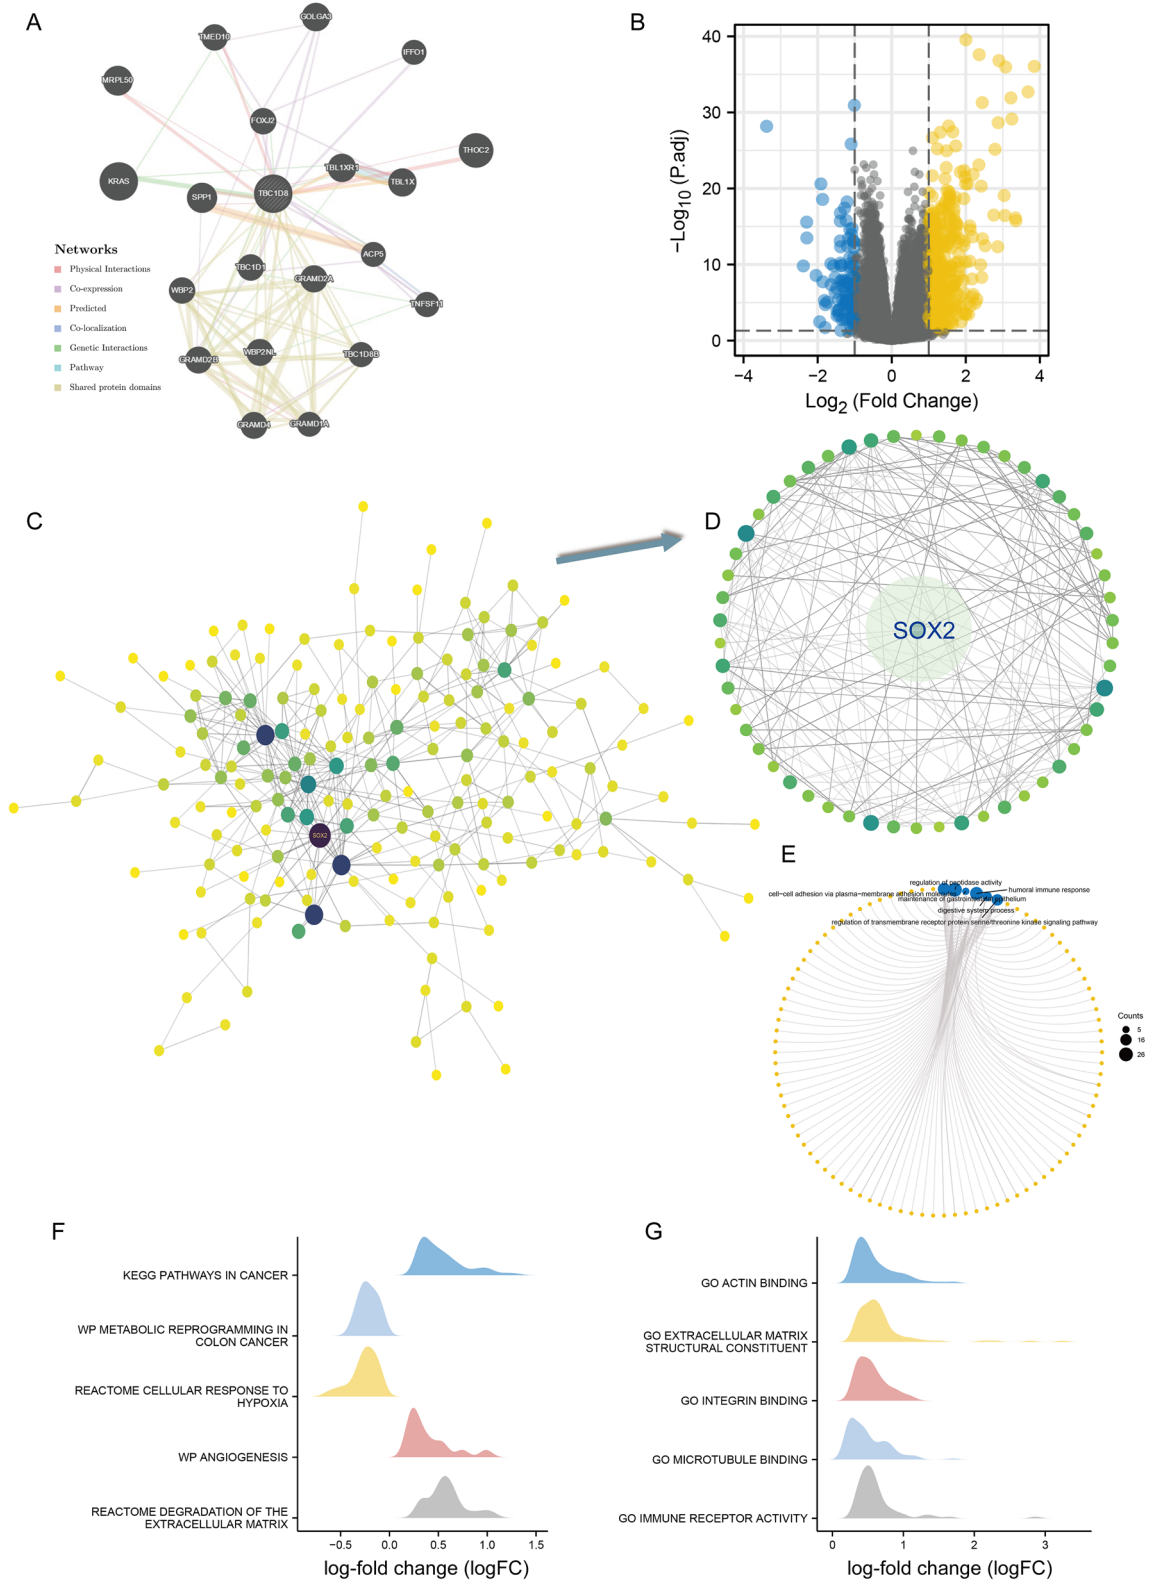 A
GOLGA3
TMED10
IFFO1
MRPL50
FOXJ2
THOC2
TBL1XR1
KRAS
TBL1X
SPP1
TBC1D8
ACP5
TBC1D1
GRAMD2A
WBP2
TNFSF11
GRAMD2B
WBP2NL
TBC1D8B
GRAMD4
GRAMD1A
Networks
Physical Interactions
Co-expression
Predicted
Co-localization
Genetic Interactions
Pathway
Shared protein domains
B
−Log10 (P.adj)
40
30
20
10
0
−4
−2
0
2
4
Log2 (Fold Change)
C
SOX2
D
SOX2
E
regulation of peptidase activity
humoral immune response
cell−cell adhesion via plasma−membrane adhesion molecules
maintenance of gastrointestinal epithelium
digestive system process
regulation of transmembrane receptor protein serine/threonine kinase signaling pathway
Counts
5
16
26
F
KEGG PATHWAYS IN CANCER
WP METABOLIC REPROGRAMMING IN
COLON CANCER
REACTOME CELLULAR RESPONSE TO
HYPOXIA
WP ANGIOGENESIS
REACTOME DEGRADATION OF THE
EXTRACELLULAR MATRIX
−0.5
0.0
0.5
1.0
1.5
log-fold change (logFC)
G
GO ACTIN BINDING
GO EXTRACELLULAR MATRIX
STRUCTURAL CONSTITUENT
GO INTEGRIN BINDING
GO MICROTUBULE BINDING
GO IMMUNE RECEPTOR ACTIVITY
0
1
2
3
log-fold change (logFC)